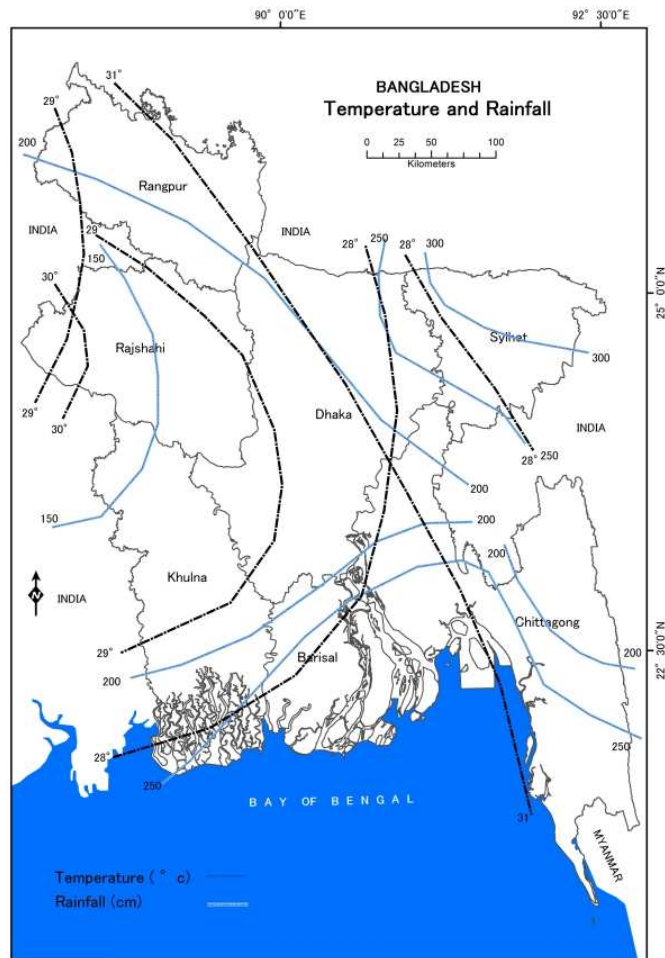 90° 0'0"E
92° 30'0"E
BANGLADESH
Temperature and Rainfall
0 25 50 100
Kilometers
31°
29°
200
Rangpur
INDIA
29°
150
INDIA
28°
250
28°
300
25° 0'0"N
30°
Rajshahi
Sylhet
300
29°
30°
Dhaka
INDIA
28°
250
200
150
200
200
N
INDIA
Khulna
Chittagong
29°
Barisal
200
200
22° 30'0"N
28°
250
250
BAY OF BENGAL
31°
MYANMAR
Temperature ( ° c)
Rainfall (cm)